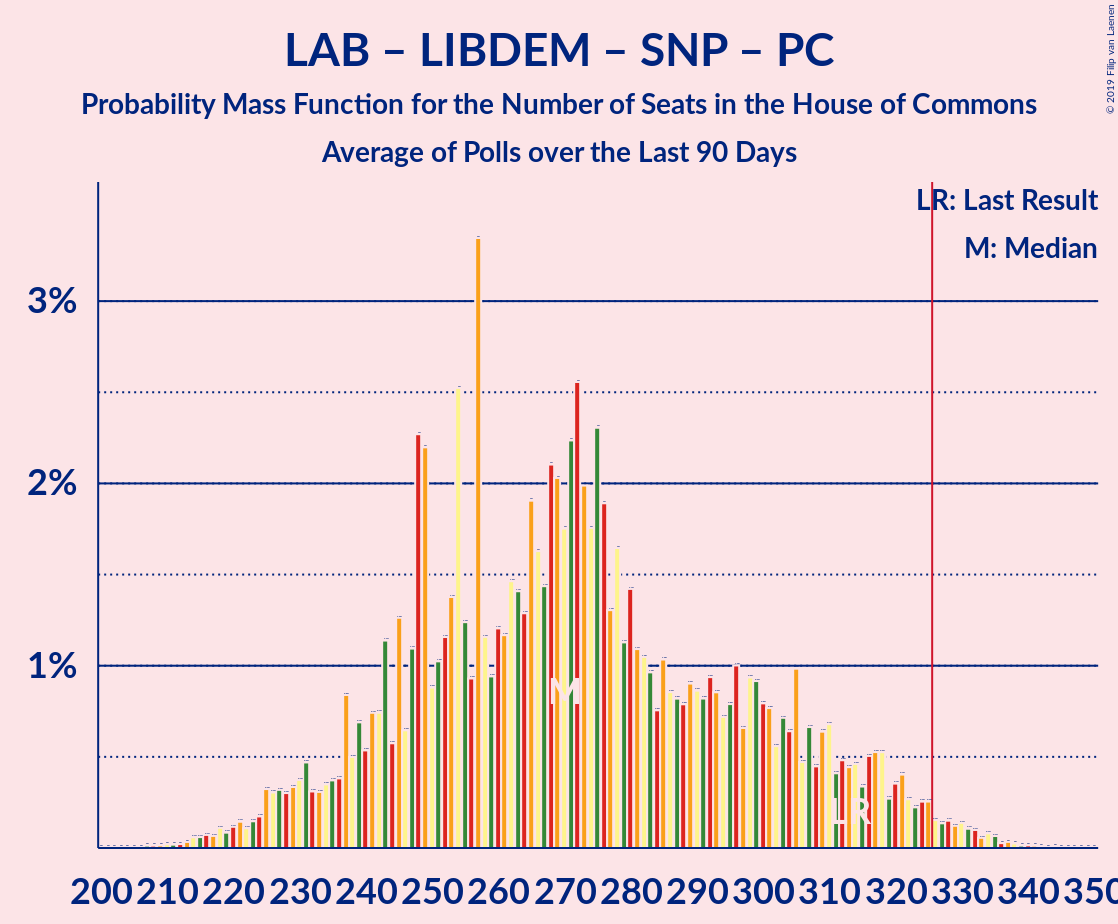 LAB – LIBDEM – SNP – PC
Probability Mass Function for the Number of Seats in the House of Commons
Average of Polls over the Last 90 Days
© 2019 Filip van Laenen
LR: Last Result
M: Median
3%
2%
1%
M
LR
200 210 220 230 240 250 260 270 280 290 300 310 320 330 340 350